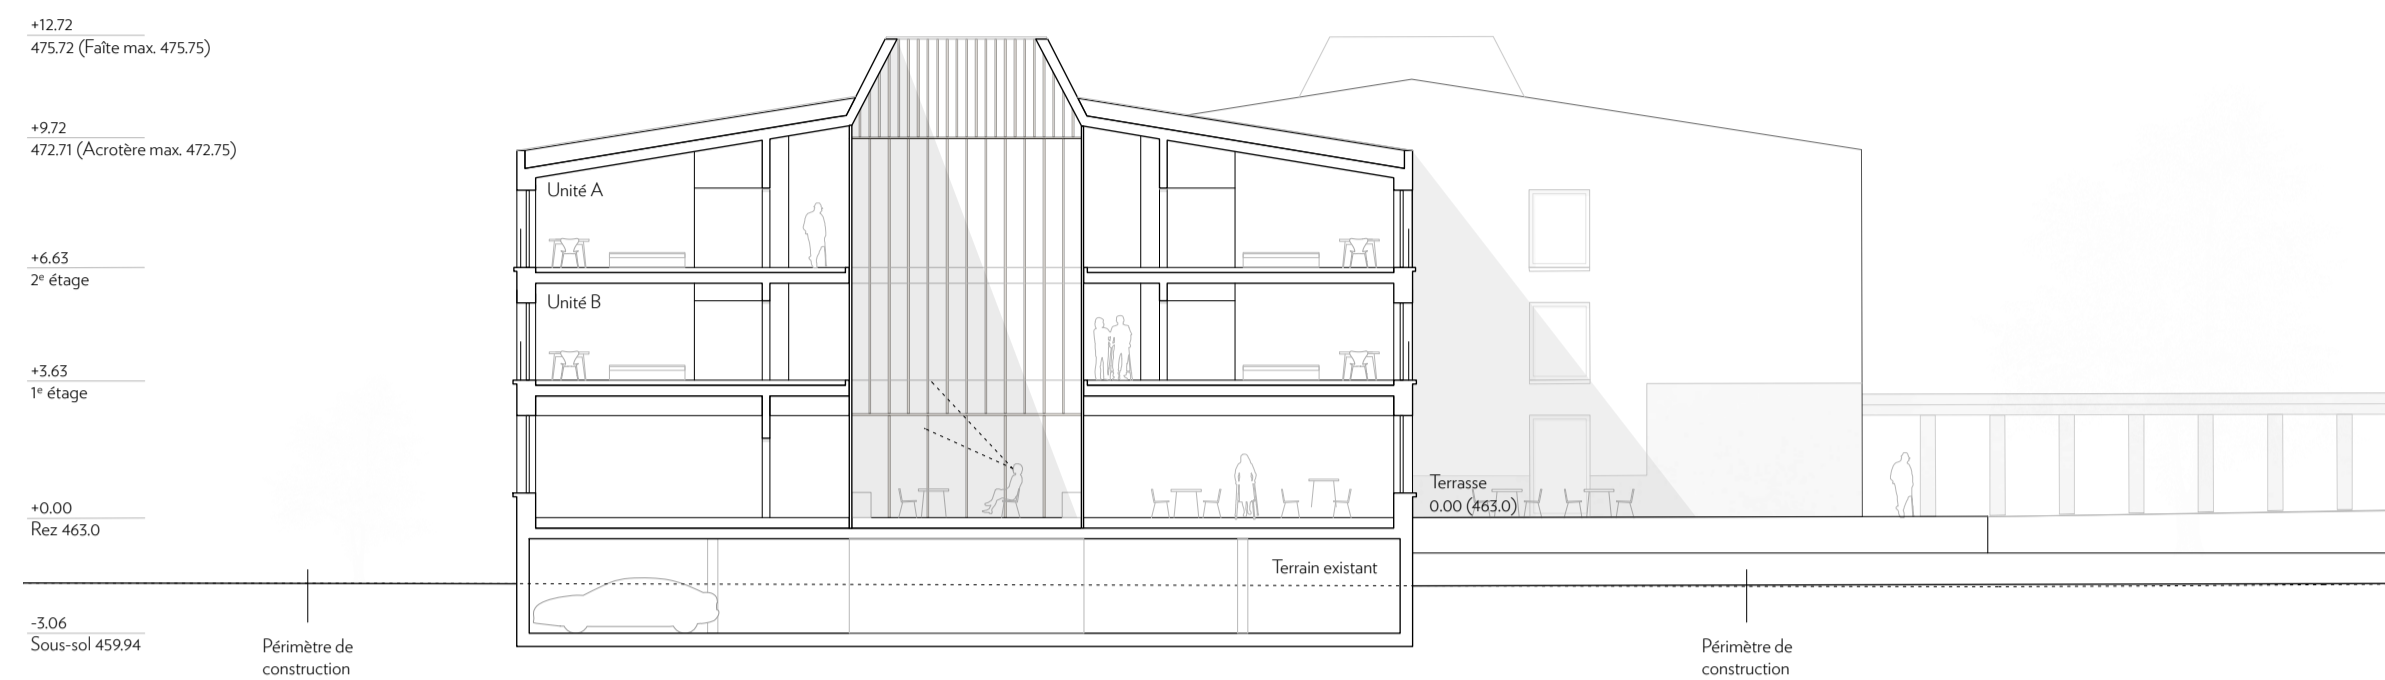 +12.72
475.72 (Faîte max. 475.75)
+9.72
472.71 (Acrotère max. 472.75)
Unité A
+6.63
2e étage
Unité B
+3.63
1e étage
Terrasse
0.00 (463.0)
+0.00
Rez 463.0
Terrain existant
-3.06
Sous-sol 459.94
Périmètre de
construction
Périmètre de
construction